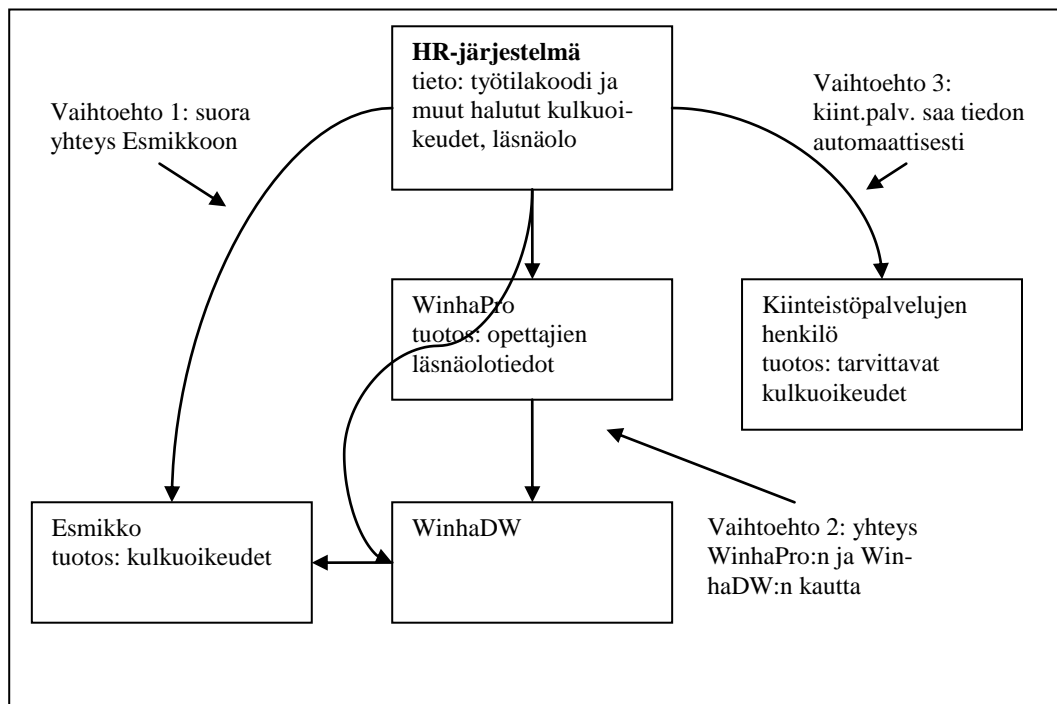 HR-järjestelmä
tieto: työtilakoodi ja
muut halutut kulkuoi-
keudet, läsnäolo
Vaihtoehto 1: suora
yhteys Esmikkoon
Vaihtoehto 3:
kiint.palv. saa tiedon
automaattisesti
WinhaPro
tuotos: opettajien
läsnäolotiedot
Kiinteistöpalvelujen
henkilö
tuotos: tarvittavat
kulkuoikeudet
Esmikko
tuotos: kulkuoikeudet
WinhaDW
Vaihtoehto 2: yhteys
WinhaPro:n ja Win-
haDW:n kautta